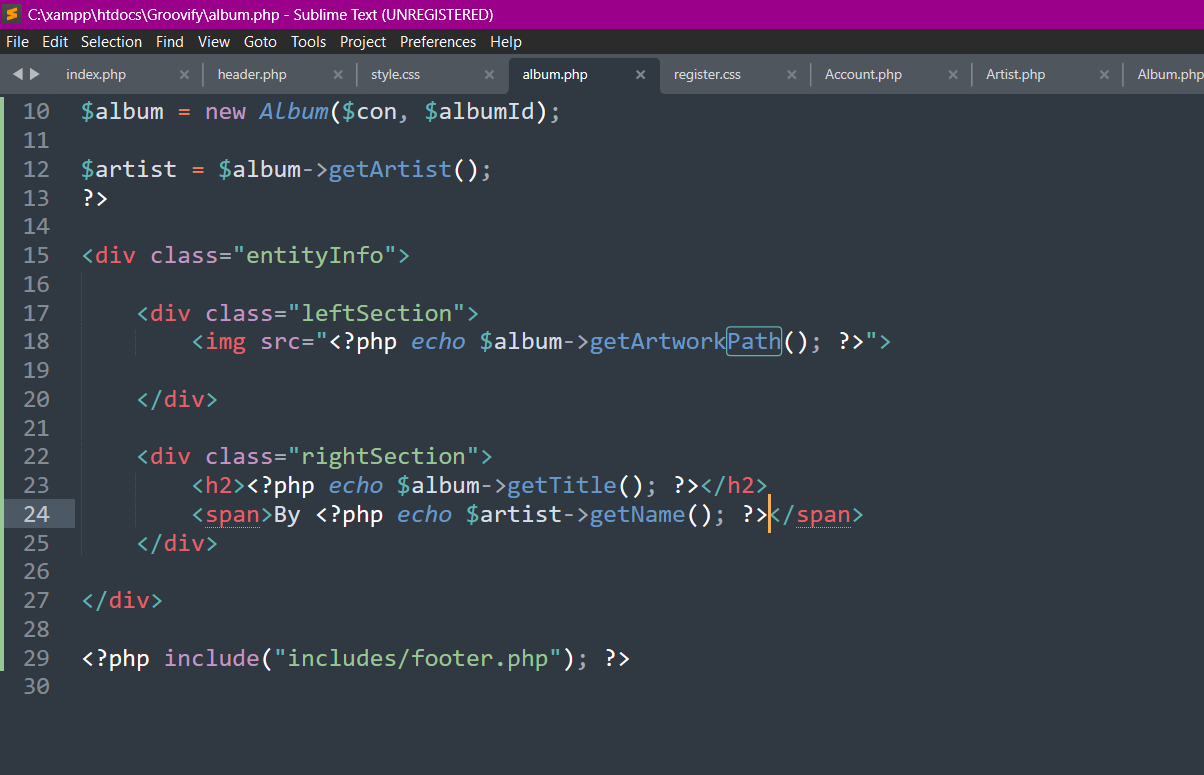 C:\xampp\htdocs\Groovify\album.php - Sublime Text (UNREGISTERED)
File Edit Selection Find View Goto Tools Project Preferences Help
index.php header.php style.css album.php register.css Account.php Artist.php Album.php
10 $album = new Album($con, $albumId);
11
12 $artist = $album->getArtist();
13 ?>
14
15 <div class="entityInfo">
16
17 <div class="leftSection">
18 <img src="<?php echo $album->getArtworkPath(); ?>">
19
20 </div>
21
22 <div class="rightSection">
23 <h2><?php echo $album->getTitle(); ?></h2>
24 <span>By <?php echo $artist->getName(); ?></span>
25 </div>
26
27 </div>
28
29 <?php include("includes/footer.php"); ?>
30